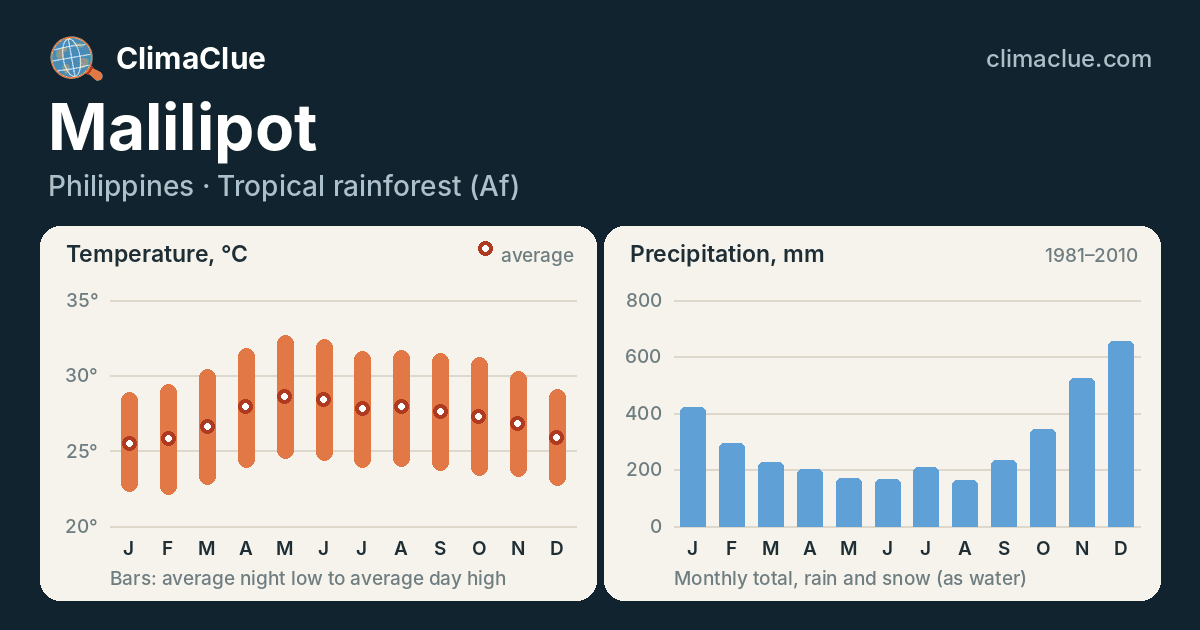 ClimaClue
climaclue.com
Malilipot
Philippines · Tropical rainforest (Af)
Temperature, °C
average
35°
30°
25°
20°
J F M A M J J A S O N D
Bars: average night low to average day high
Precipitation, mm
1981–2010
800
600
400
200
0
J F M A M J J A S O N D
Monthly total, rain and snow (as water)